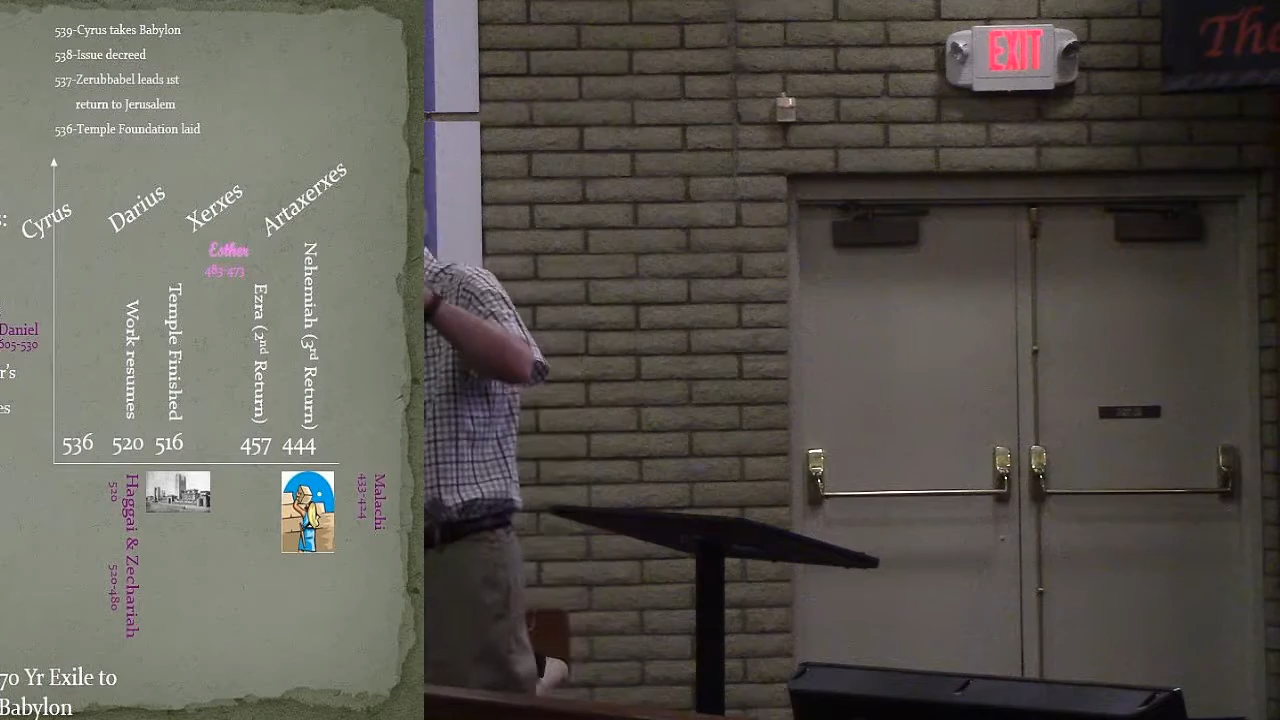 539-Cyrus takes Babylon
538-Issue decreed
537-Zerubbabel leads 1st
return to Jerusalem
536-Temple Foundation laid
s:
Cyrus
Darius
Xerxes
Artaxerxes
Esther
483-473
Daniel
605-530
r's
es
Work resumes
Temple Finished
Ezra (2nd Return)
Nehemiah (3rd Return)
536 520 516 457 444
Haggai & Zechariah
520
520-480
Malachi
433-424
70 Yr Exile to
Babylon
EXIT
The